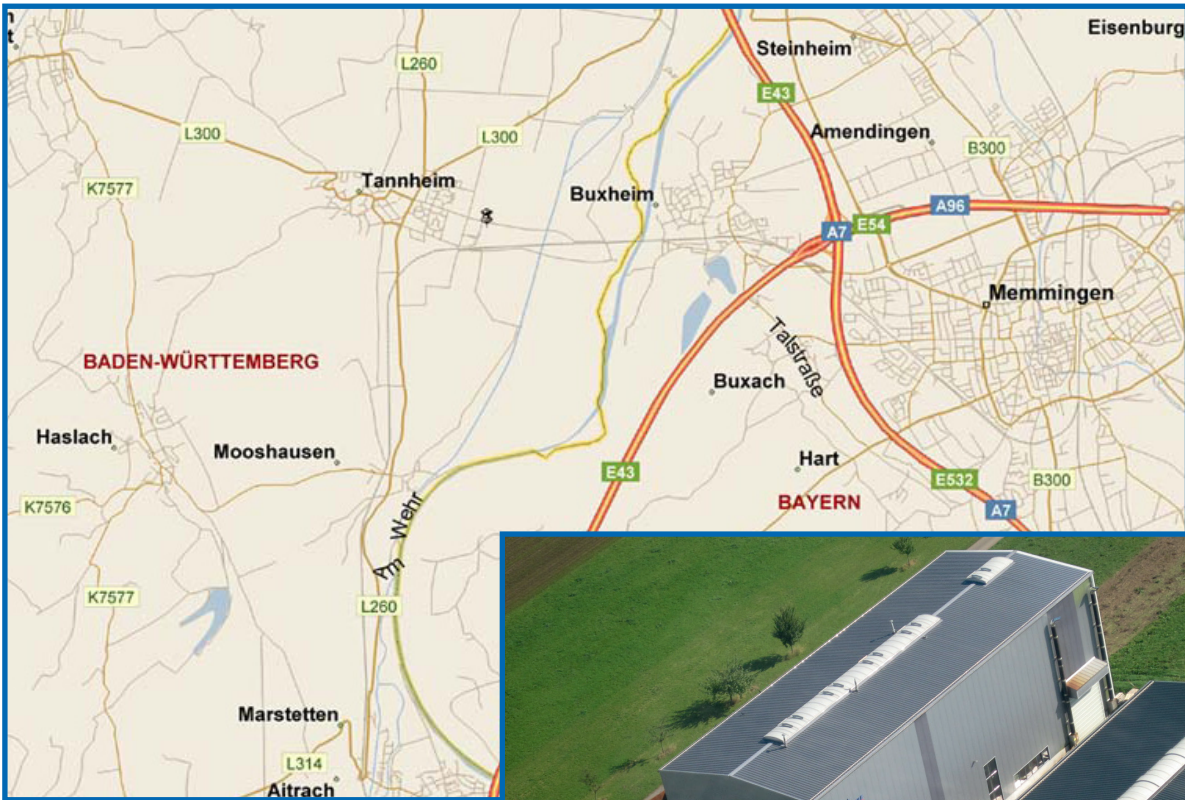 Eisenburg
Steinheim
L260
E43
Amendingen
L300
L300
B300
K7577
Tannheim
Buxheim
A96
E54
A7
Memmingen
Talstraße
BADEN-WÜRTTEMBERG
Buxach
Haslach
Mooshausen
Hart
E43
E532
B300
K7576
BAYERN
A7
Am Wehr
K7577
L260
Marstetten
L314
Aitrach